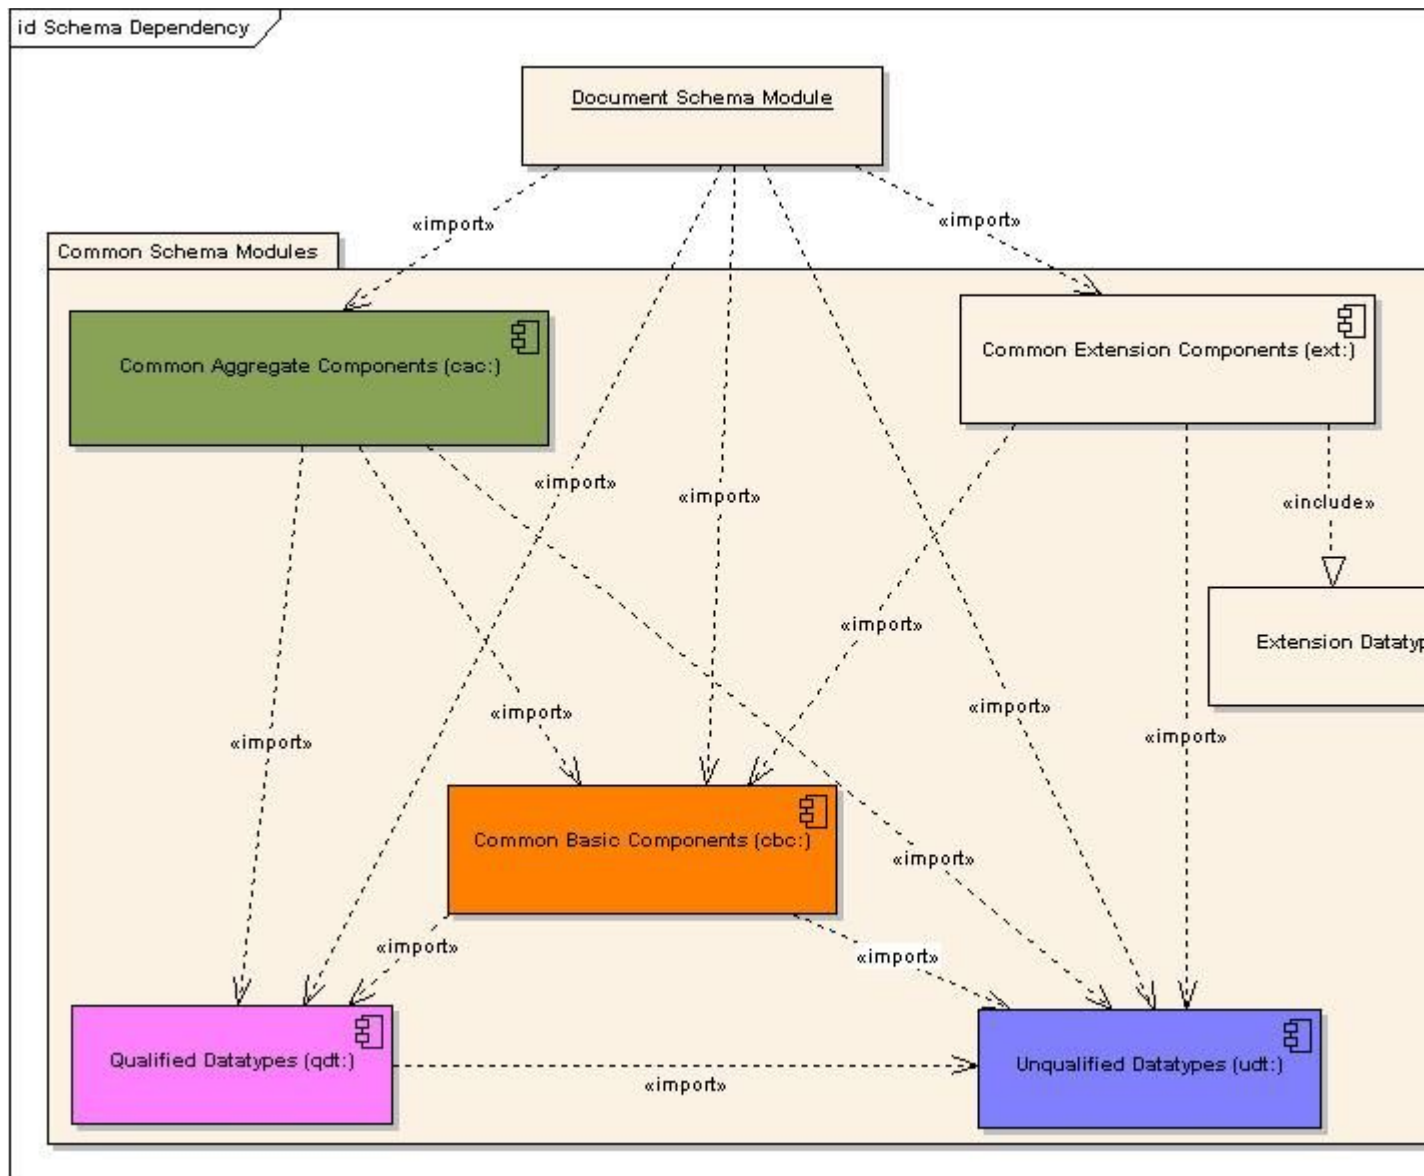 id Schema Dependency
Document Schema Module
«import»
«import»
Common Schema Modules
Common Aggregate Components (cac:)
Common Extension Components (ext:)
«import»
«import»
«include»
«import»
Extension
«import»
«import»
«import»
«import»
Common Basic Components (cbc:)
«import»
«import»
«import»
Qualified Datatypes (qdt:)
Unqualified Datatypes (udt:)
«import»